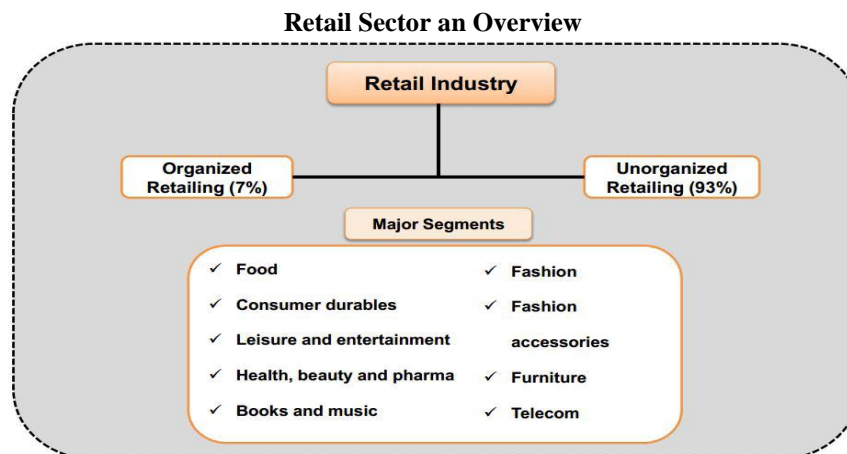 Retail Sector an Overview
Retail Industry
Organized
Retailing (7%)
Unorganized
Retailing (93%)
Major Segments
✓ Food
✓ Consumer durables
✓ Leisure and entertainment
✓ Health, beauty and pharma
✓ Books and music
✓ Fashion
✓ Fashion
accessories
✓ Furniture
✓ Telecom